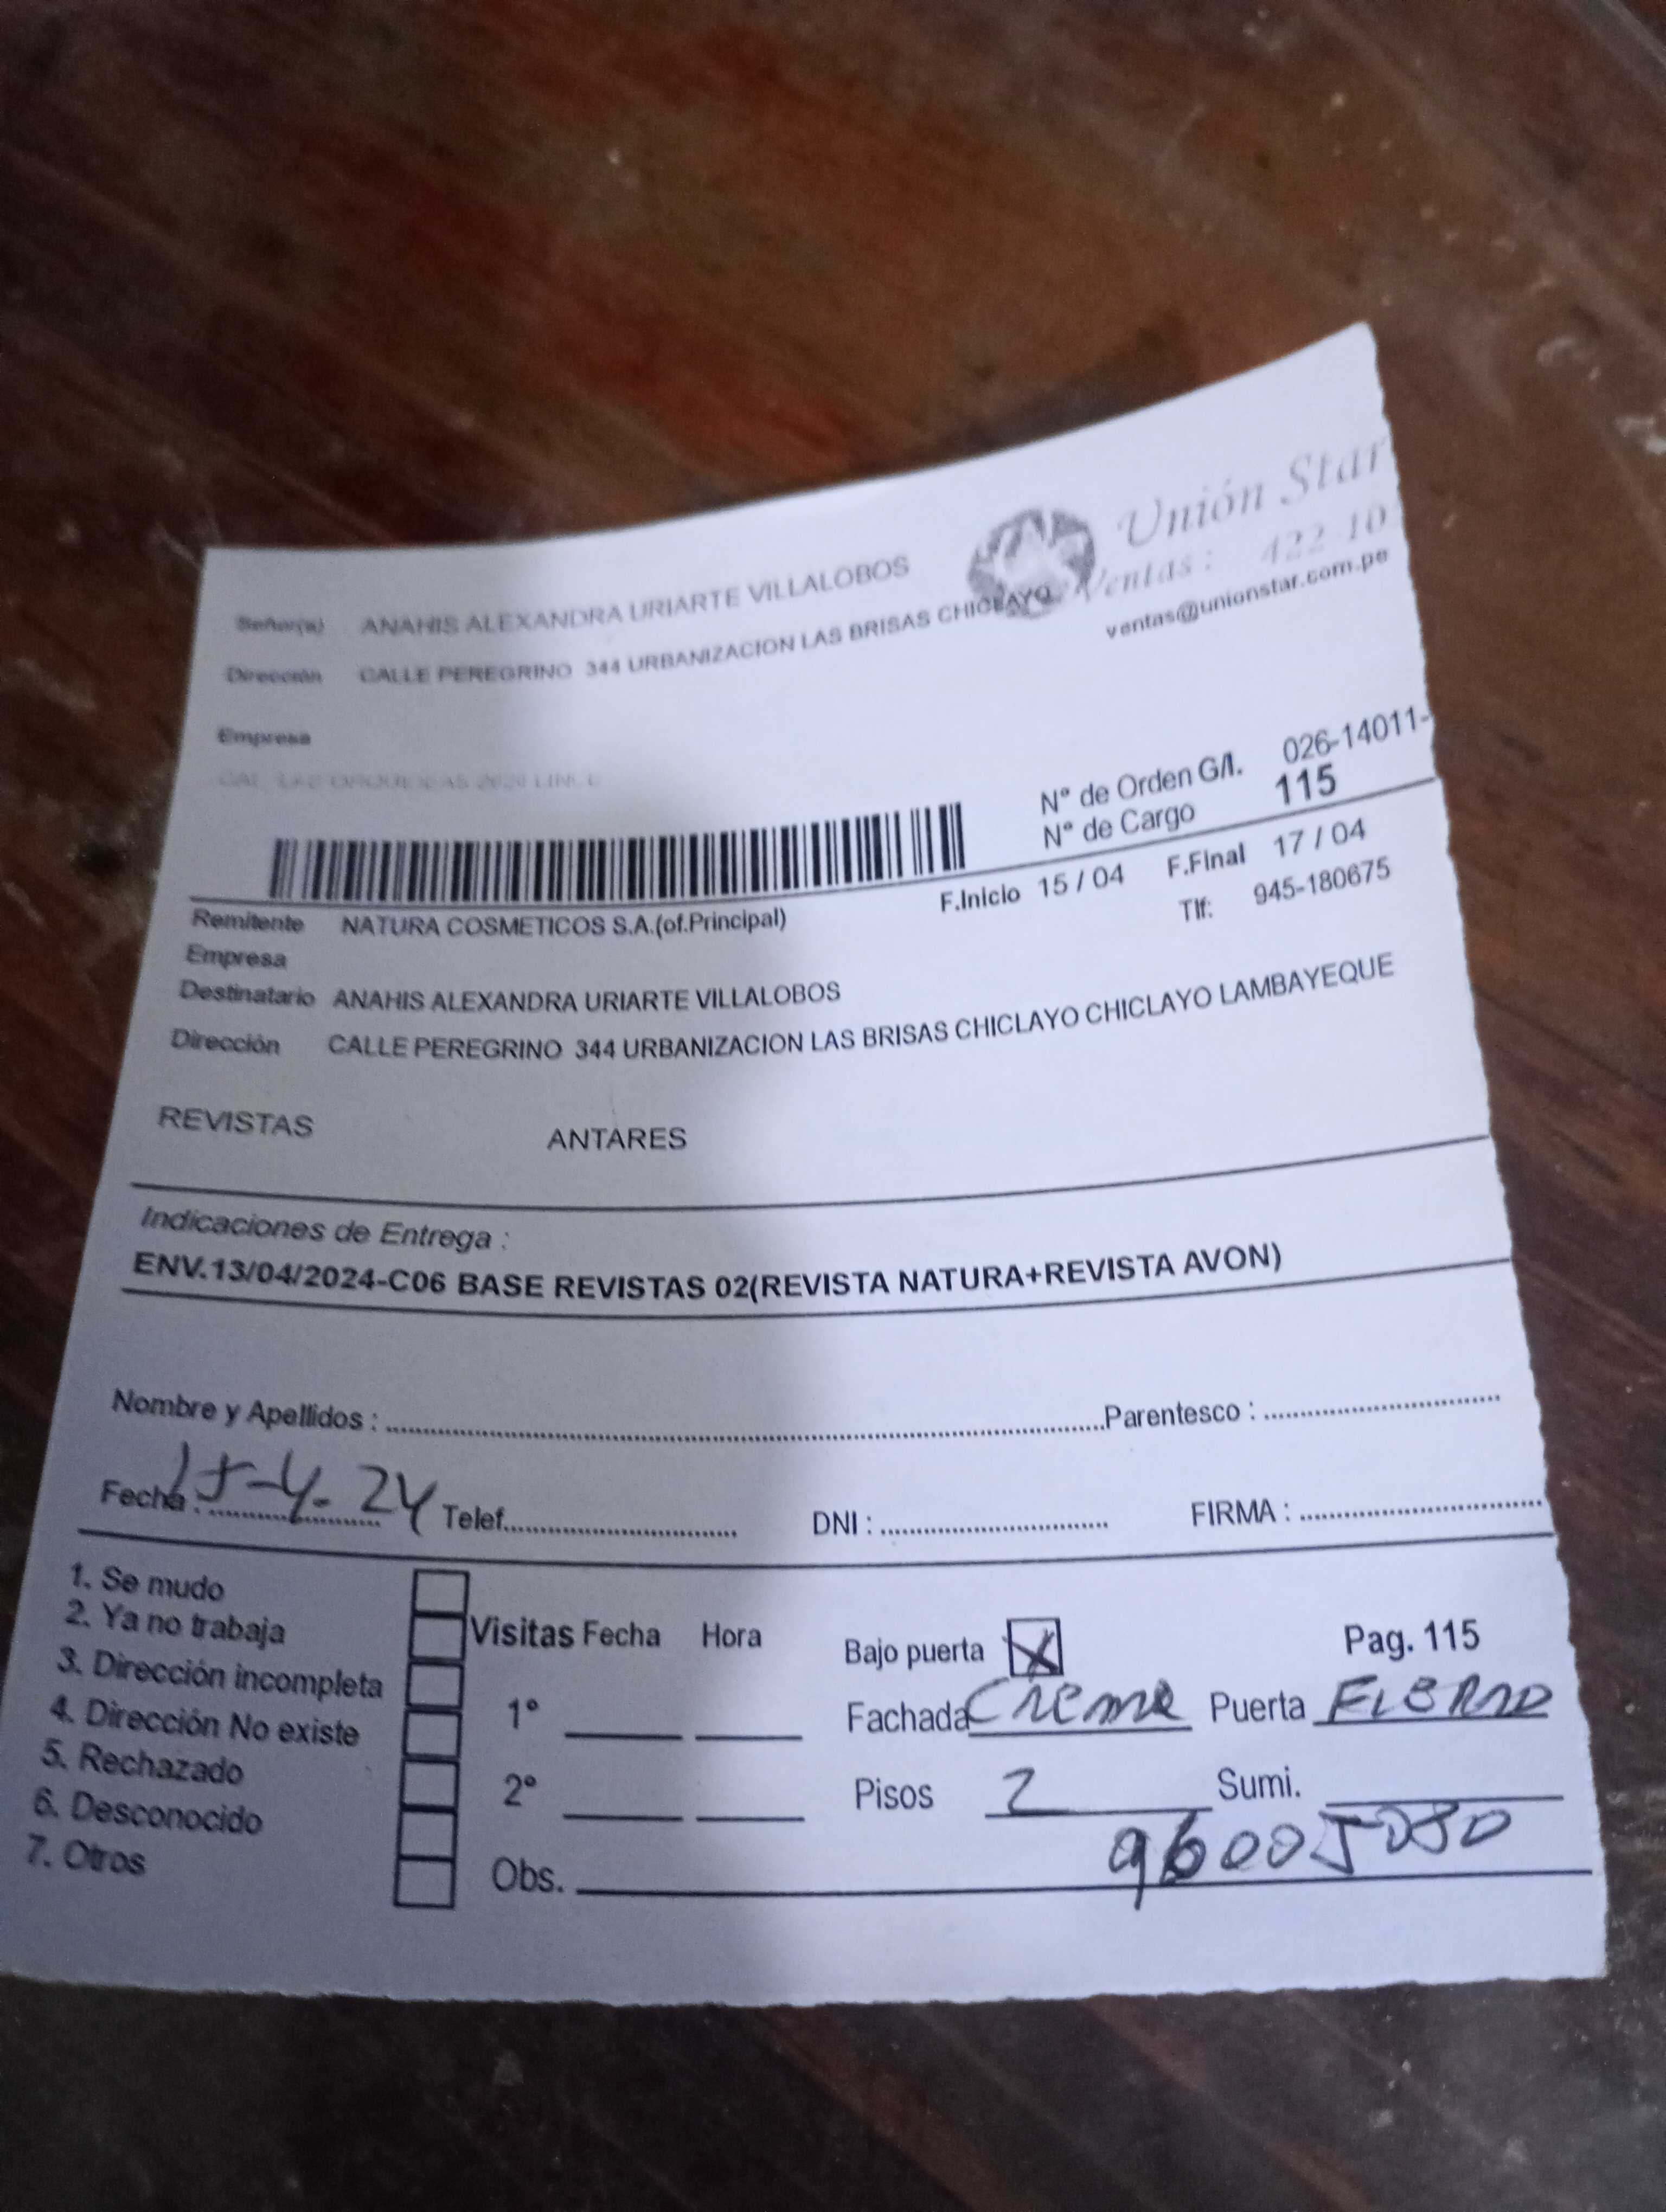 Unión Star
Ventas: 422-10
ventas@unionstar.com.pe
Señor(a) ANAHIS ALEXANDRA URIARTE VILLALOBOS
Dirección CALLE PEREGRINO 344 URBANIZACION LAS BRISAS CHICLAYO
Empresa
N° de Orden G/I. 026-14011-
N° de Cargo 115
F.Inicio 15 / 04 F.Final 17 / 04
Remitente NATURA COSMETICOS S.A.(of.Principal) Tlf: 945-180675
Empresa
Destinatario ANAHIS ALEXANDRA URIARTE VILLALOBOS
Dirección CALLE PEREGRINO 344 URBANIZACION LAS BRISAS CHICLAYO CHICLAYO LAMBAYEQUE
REVISTAS ANTARES
Indicaciones de Entrega :
ENV.13/04/2024-C06 BASE REVISTAS 02(REVISTA NATURA+REVISTA AVON)
Nombre y Apellidos : Parentesco :
Fecha : 15-4-24 Telef. DNI : FIRMA :
1. Se mudo
2. Ya no trabaja
3. Dirección incompleta
4. Dirección No existe
5. Rechazado
6. Desconocido
7. Otros
Visitas Fecha Hora
1°
2°
Obs.
Bajo puerta X Pag. 115
Fachada Creme Puerta FIERRO
Pisos 2 Sumi.